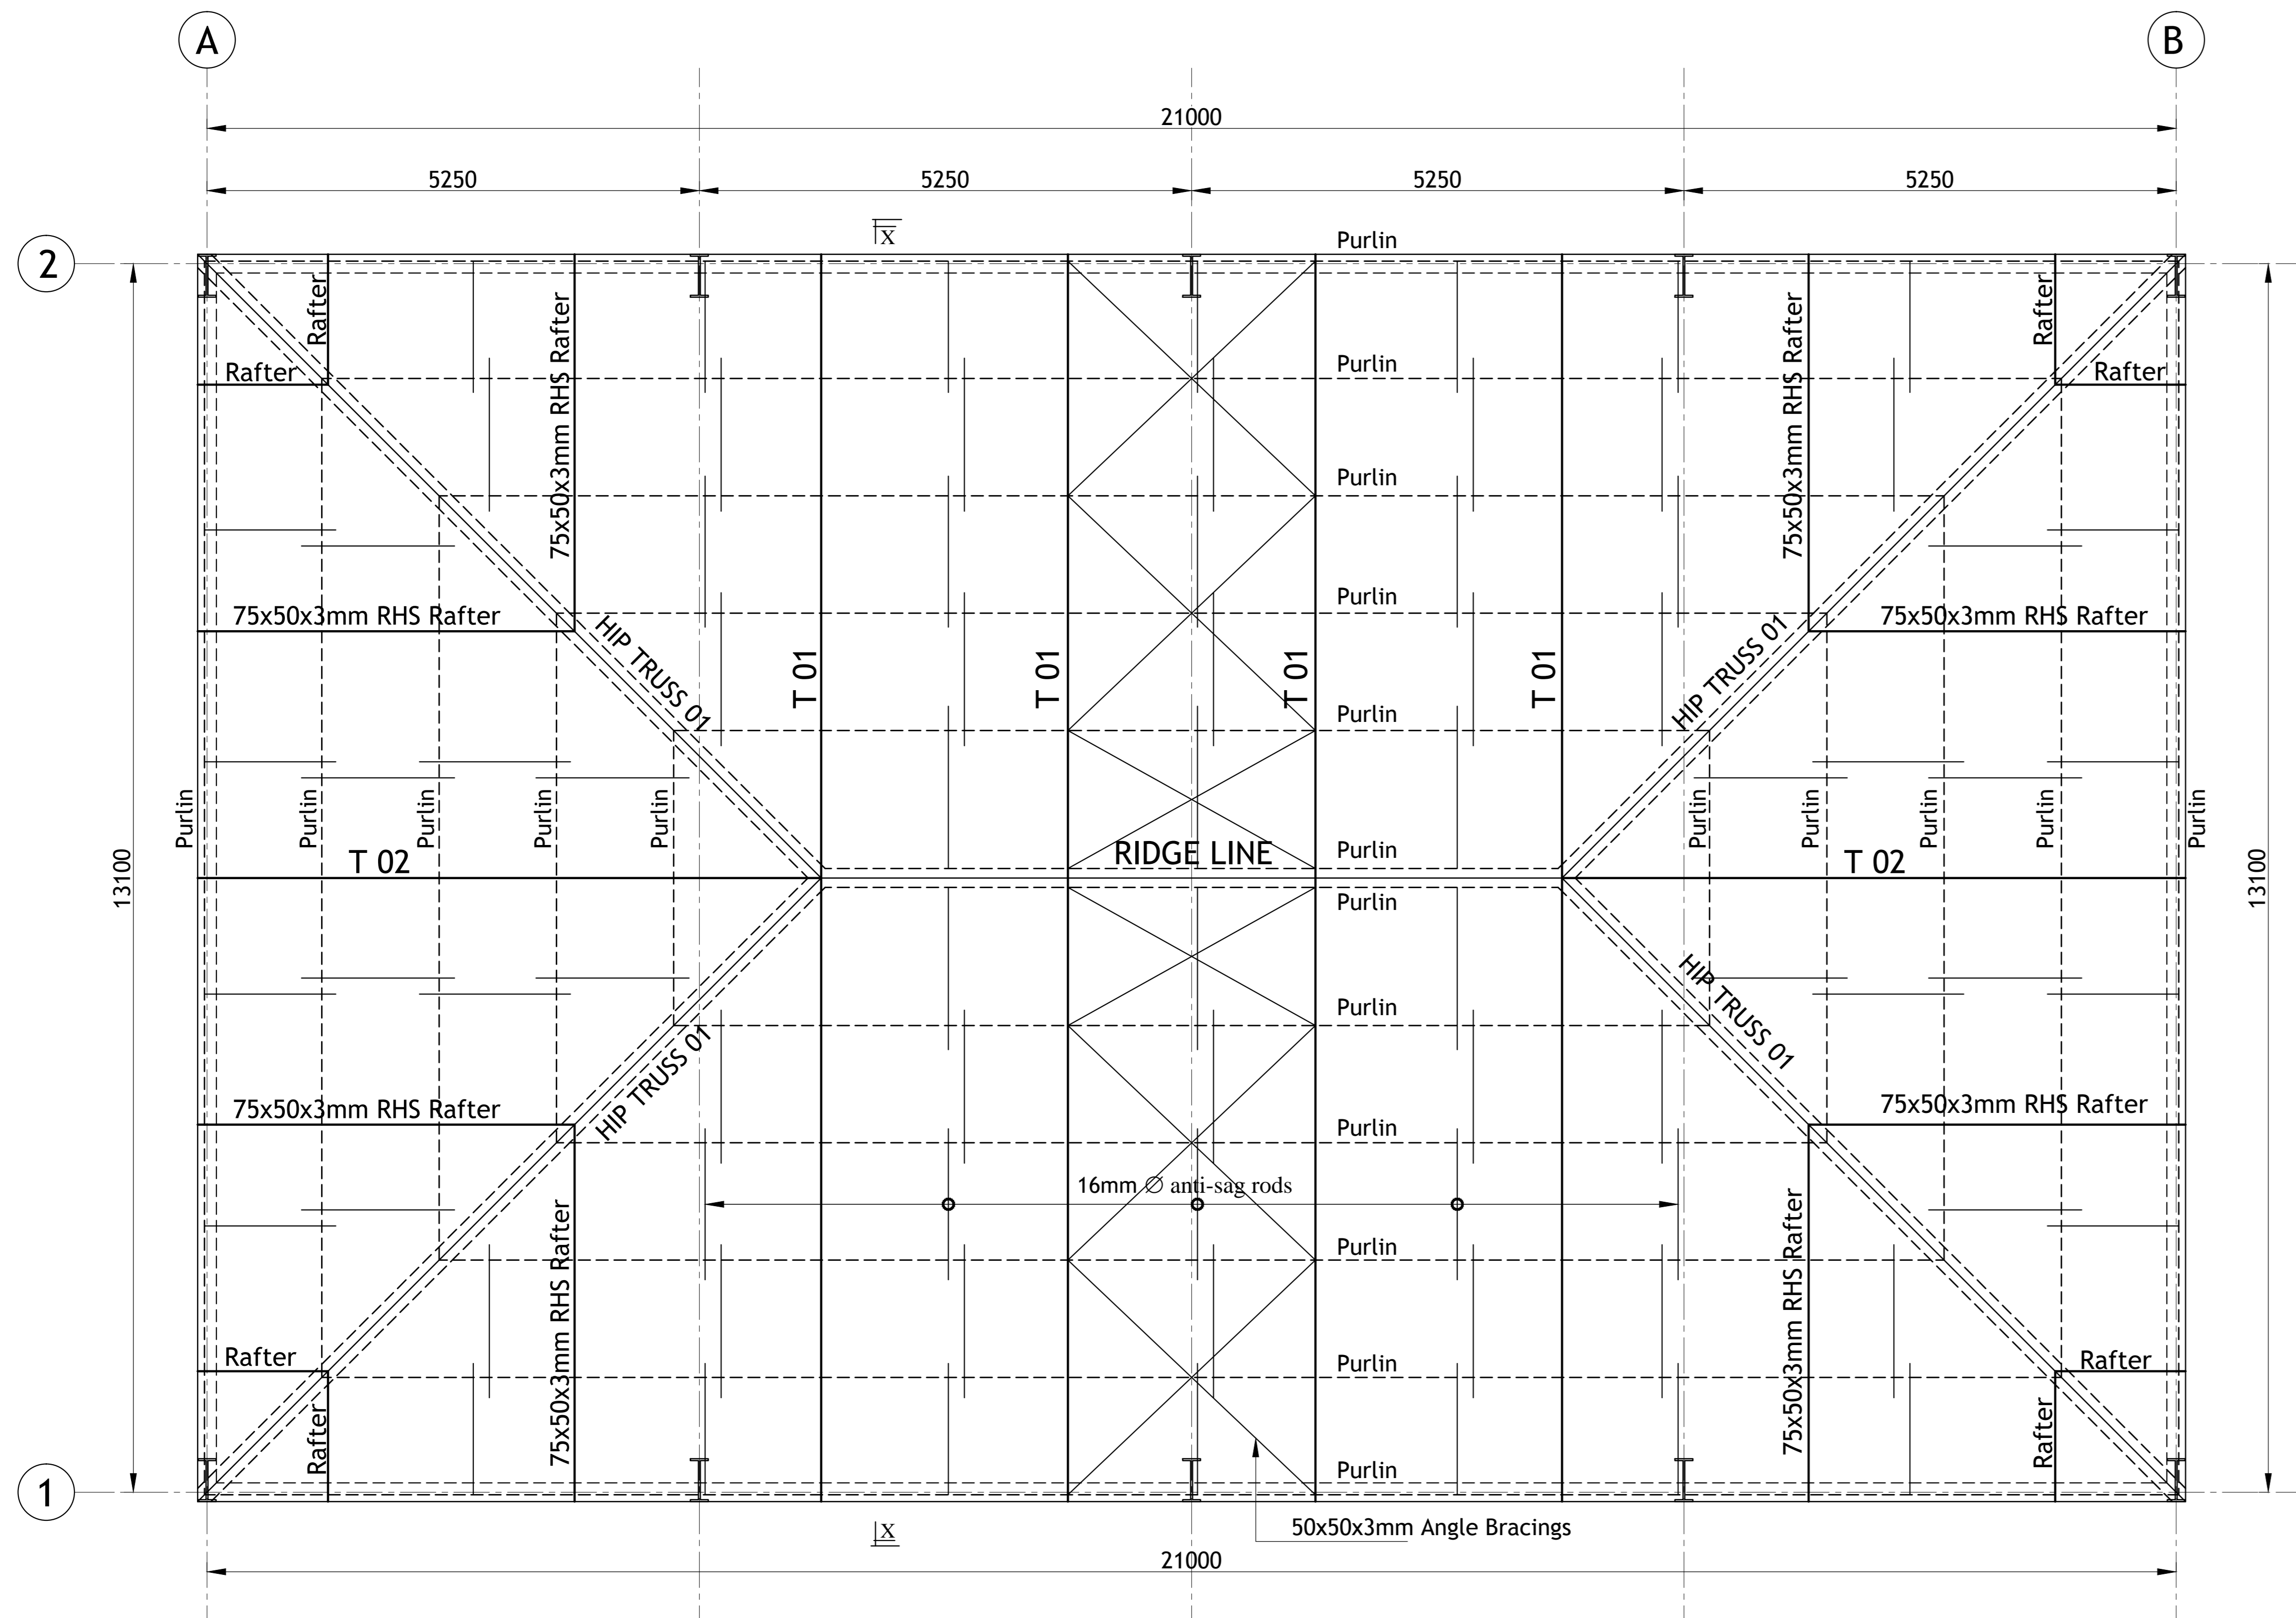 A
B
21000
5250
5250
5250
5250
X
Purlin
2
Rafter
Rafter
Rafter
Rafter
75x50x3mm RHS Rafter
75x50x3mm RHS Rafter
Purlin
Purlin
Purlin
75x50x3mm RHS Rafter
75x50x3mm RHS Rafter
HIP TRUSS 01
T 01
T 01
T 01
T 01
HIP TRUSS 01
Purlin
Purlin
Purlin
Purlin
Purlin
Purlin
Purlin
Purlin
Purlin
Purlin
Purlin
RIDGE LINE
Purlin
T 02
T 02
13100
13100
Purlin
Purlin
HIP TRUSS 01
HIP TRUSS 01
Purlin
75x50x3mm RHS Rafter
75x50x3mm RHS Rafter
Purlin
16mm ∅ anti-sag rods
75x50x3mm RHS Rafter
75x50x3mm RHS Rafter
Purlin
Rafter
Rafter
Purlin
Rafter
Rafter
Purlin
1
X
50x50x3mm Angle Bracings
21000